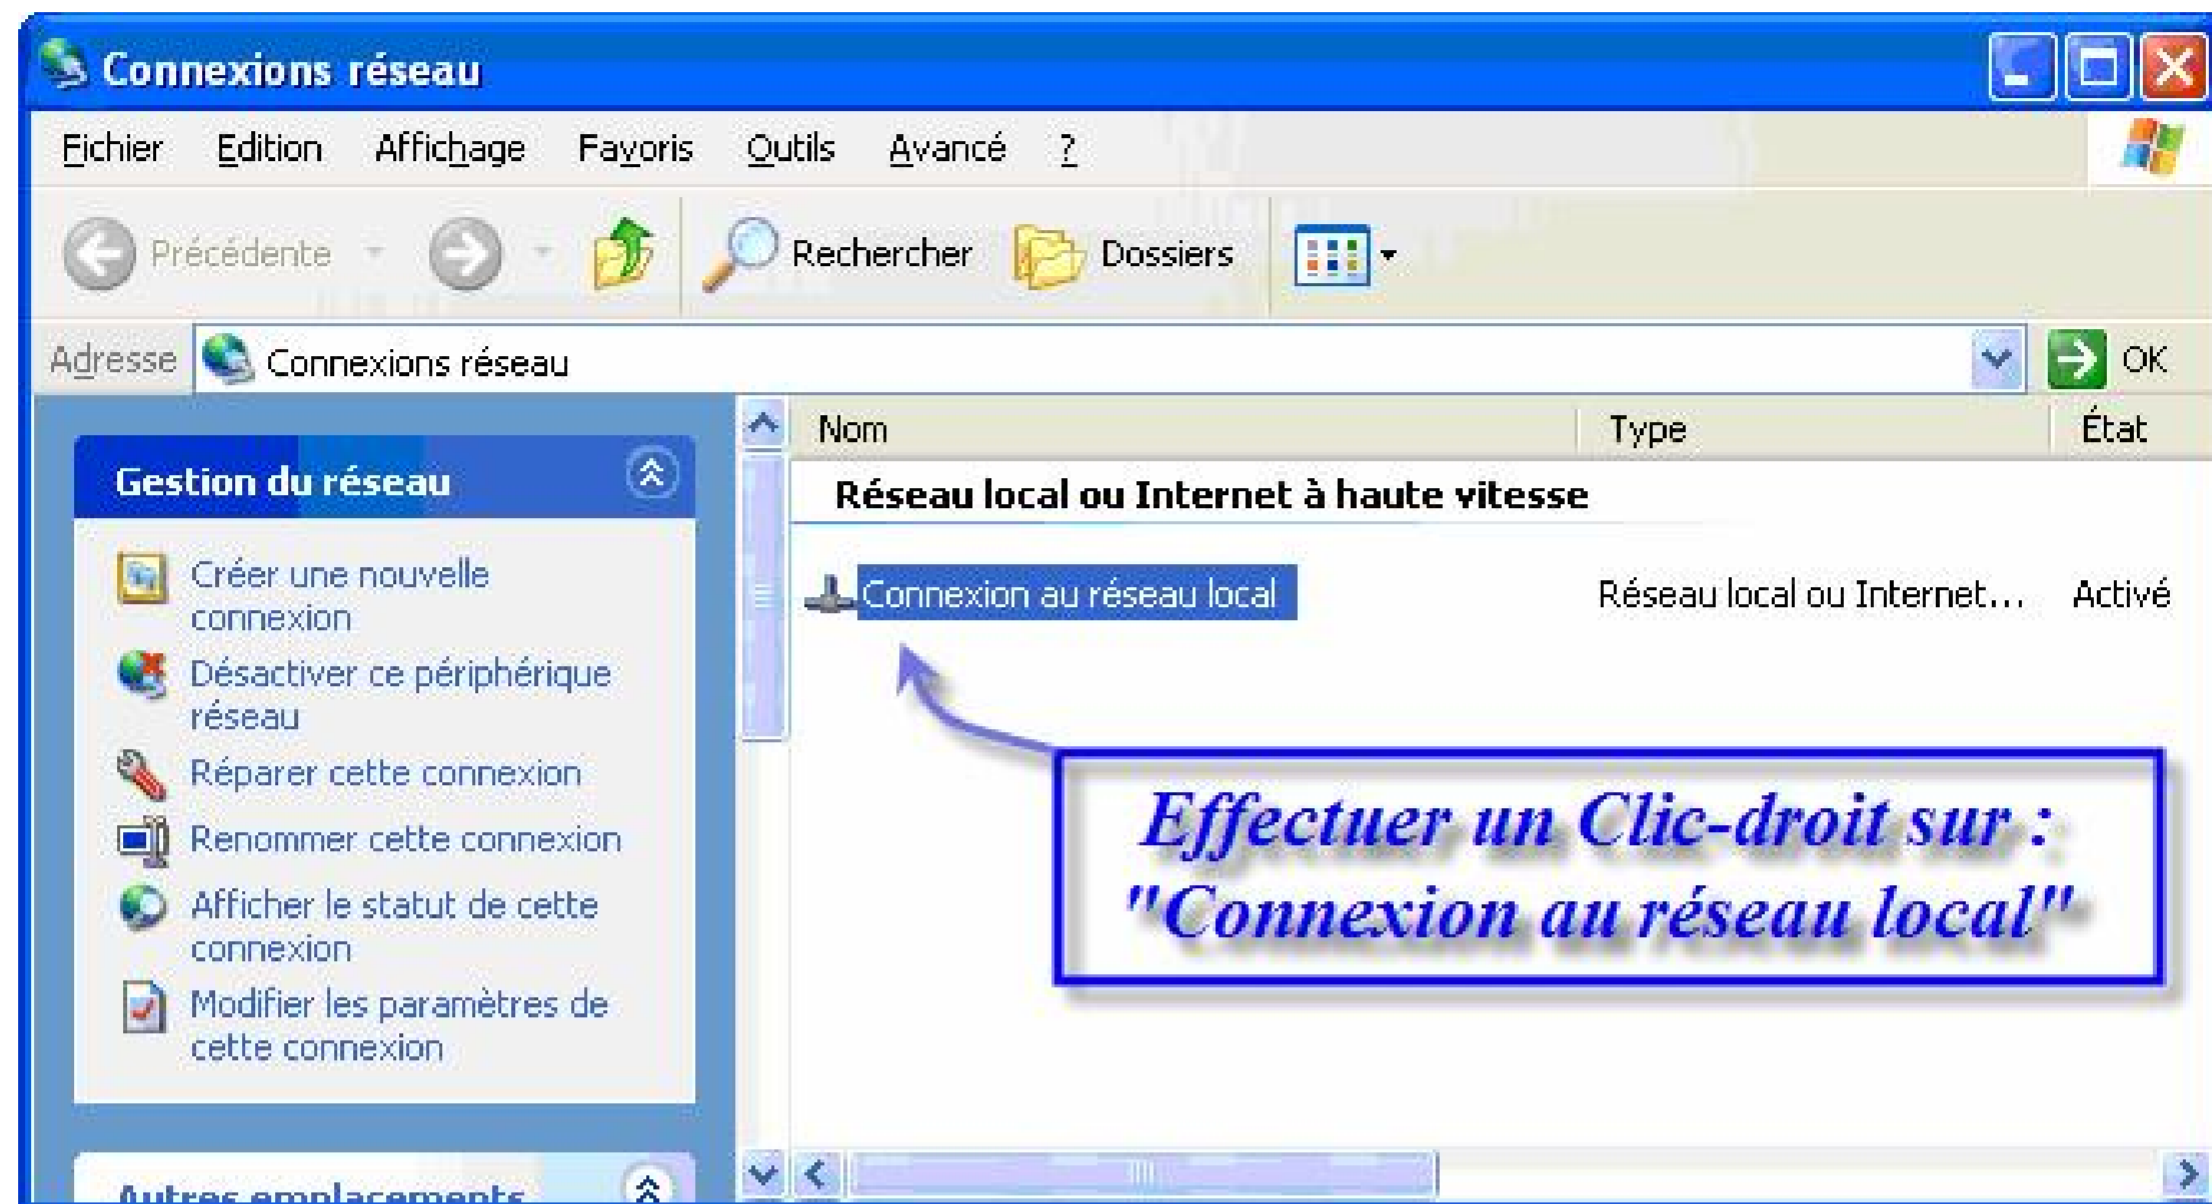 Connexions réseau
Fichier Edition Affichage Favoris Outils Avancé ?
Précédente Rechercher Dossiers
Adresse Connexions réseau OK
Gestion du réseau
Créer une nouvelle
connexion
Désactiver ce périphérique
réseau
Réparer cette connexion
Renommer cette connexion
Afficher le statut de cette
connexion
Modifier les paramètres de
cette connexion
Autres emplacements
Nom Type État
Réseau local ou Internet à haute vitesse
Connexion au réseau local Réseau local ou Internet... Activé
Effectuer un Clic-droit sur :
"Connexion au réseau local"